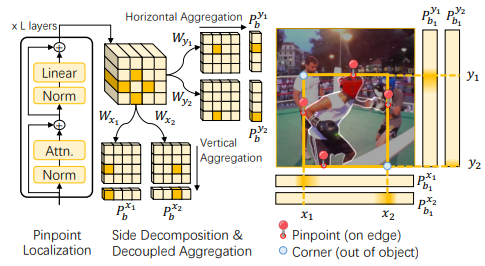 x L layers
Linear
Norm
Attn.
Norm
Pinpoint
Localization
Horizontal Aggregation
W_{y_1}
W_{y_2}
W_{x_1}
W_{x_2}
P_b^{y_1}
P_b^{y_2}
Vertical
Aggregation
P_b^{x_1}
P_b^{x_2}
Side Decomposition &
Decoupled Aggregation
P_{b_1}^{y_1} P_{b_1}^{y_2}
y_1
y_2
P_{b_1}^{x_1}
P_{b_1}^{x_2}
x_1
x_2
Pinpoint (on edge)
Corner (out of object)